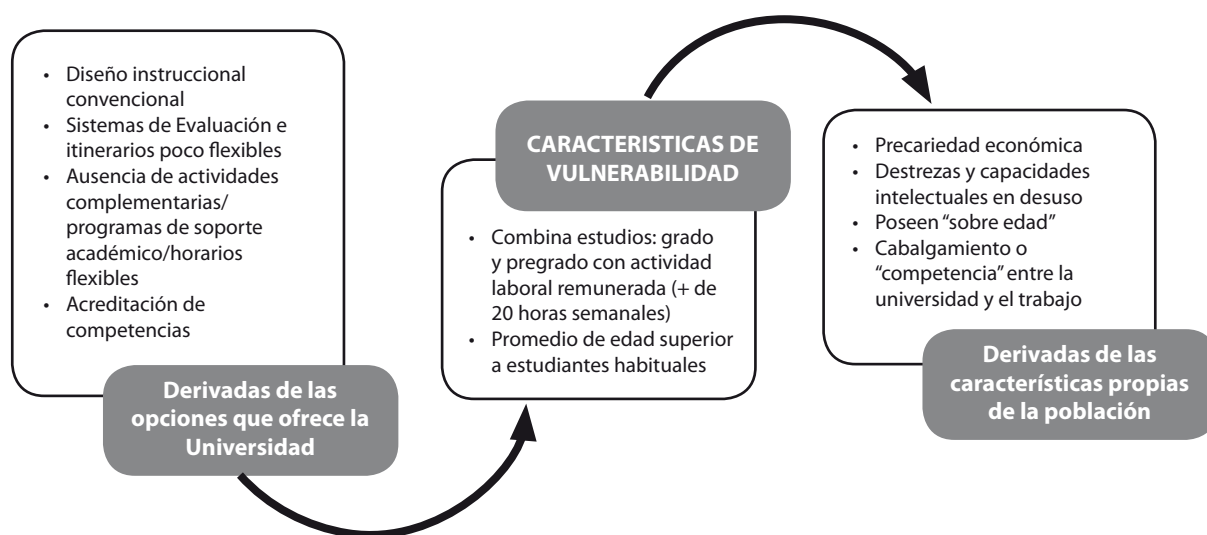 • Diseño instruccional
convencional
• Sistemas de Evaluación e
itinerarios poco flexibles
• Ausencia de actividades
complementarias/
programas de soporte
académico/horarios
flexibles
• Acreditación de
competencias
Derivadas de las
opciones que ofrece la
Universidad
CARACTERISTICAS DE
VULNERABILIDAD
• Combina estudios: grado
y pregrado con actividad
laboral remunerada (+ de
20 horas semanales)
• Promedio de edad superior
a estudiantes habituales
• Precariedad económica
• Destrezas y capacidades
intelectuales en desuso
• Poseen “sobre edad”
• Cabalgamiento o
“competencia” entre la
universidad y el trabajo
Derivadas de las
características propias
de la población